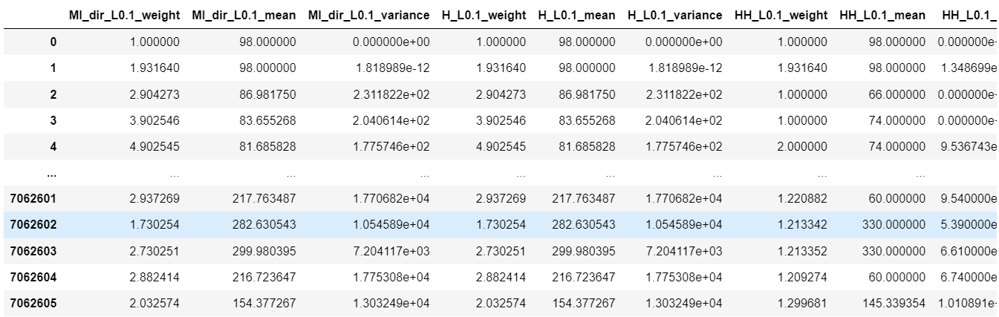 MI_dir_L0.1_weight MI_dir_L0.1_mean MI_dir_L0.1_variance H_L0.1_weight H_L0.1_mean H_L0.1_variance HH_L0.1_weight HH_L0.1_mean HH_L0.1_
0 1.000000 98.000000 0.000000e+00 1.000000 98.000000 0.000000e+00 1.000000 98.000000 0.000000e-
1 1.931640 98.000000 1.818989e-12 1.931640 98.000000 1.818989e-12 1.931640 98.000000 1.348699e
2 2.904273 86.981750 2.311822e+02 2.904273 86.981750 2.311822e+02 1.000000 66.000000 0.000000e-
3 3.902546 83.655268 2.040614e+02 3.902546 83.655268 2.040614e+02 1.000000 74.000000 0.000000e-
4 4.902545 81.685828 1.775746e+02 4.902545 81.685828 1.775746e+02 2.000000 74.000000 9.536743e
... ... ... ... ... ... ... ... ...
7062601 2.937269 217.763487 1.770682e+04 2.937269 217.763487 1.770682e+04 1.220882 60.000000 9.540000e
7062602 1.730254 282.630543 1.054589e+04 1.730254 282.630543 1.054589e+04 1.213342 330.000000 5.390000e
7062603 2.730251 299.980395 7.204117e+03 2.730251 299.980395 7.204117e+03 1.213352 330.000000 6.610000e
7062604 2.882414 216.723647 1.775308e+04 2.882414 216.723647 1.775308e+04 1.209274 60.000000 6.740000e
7062605 2.032574 154.377267 1.303249e+04 2.032574 154.377267 1.303249e+04 1.299681 145.339354 1.010891e-